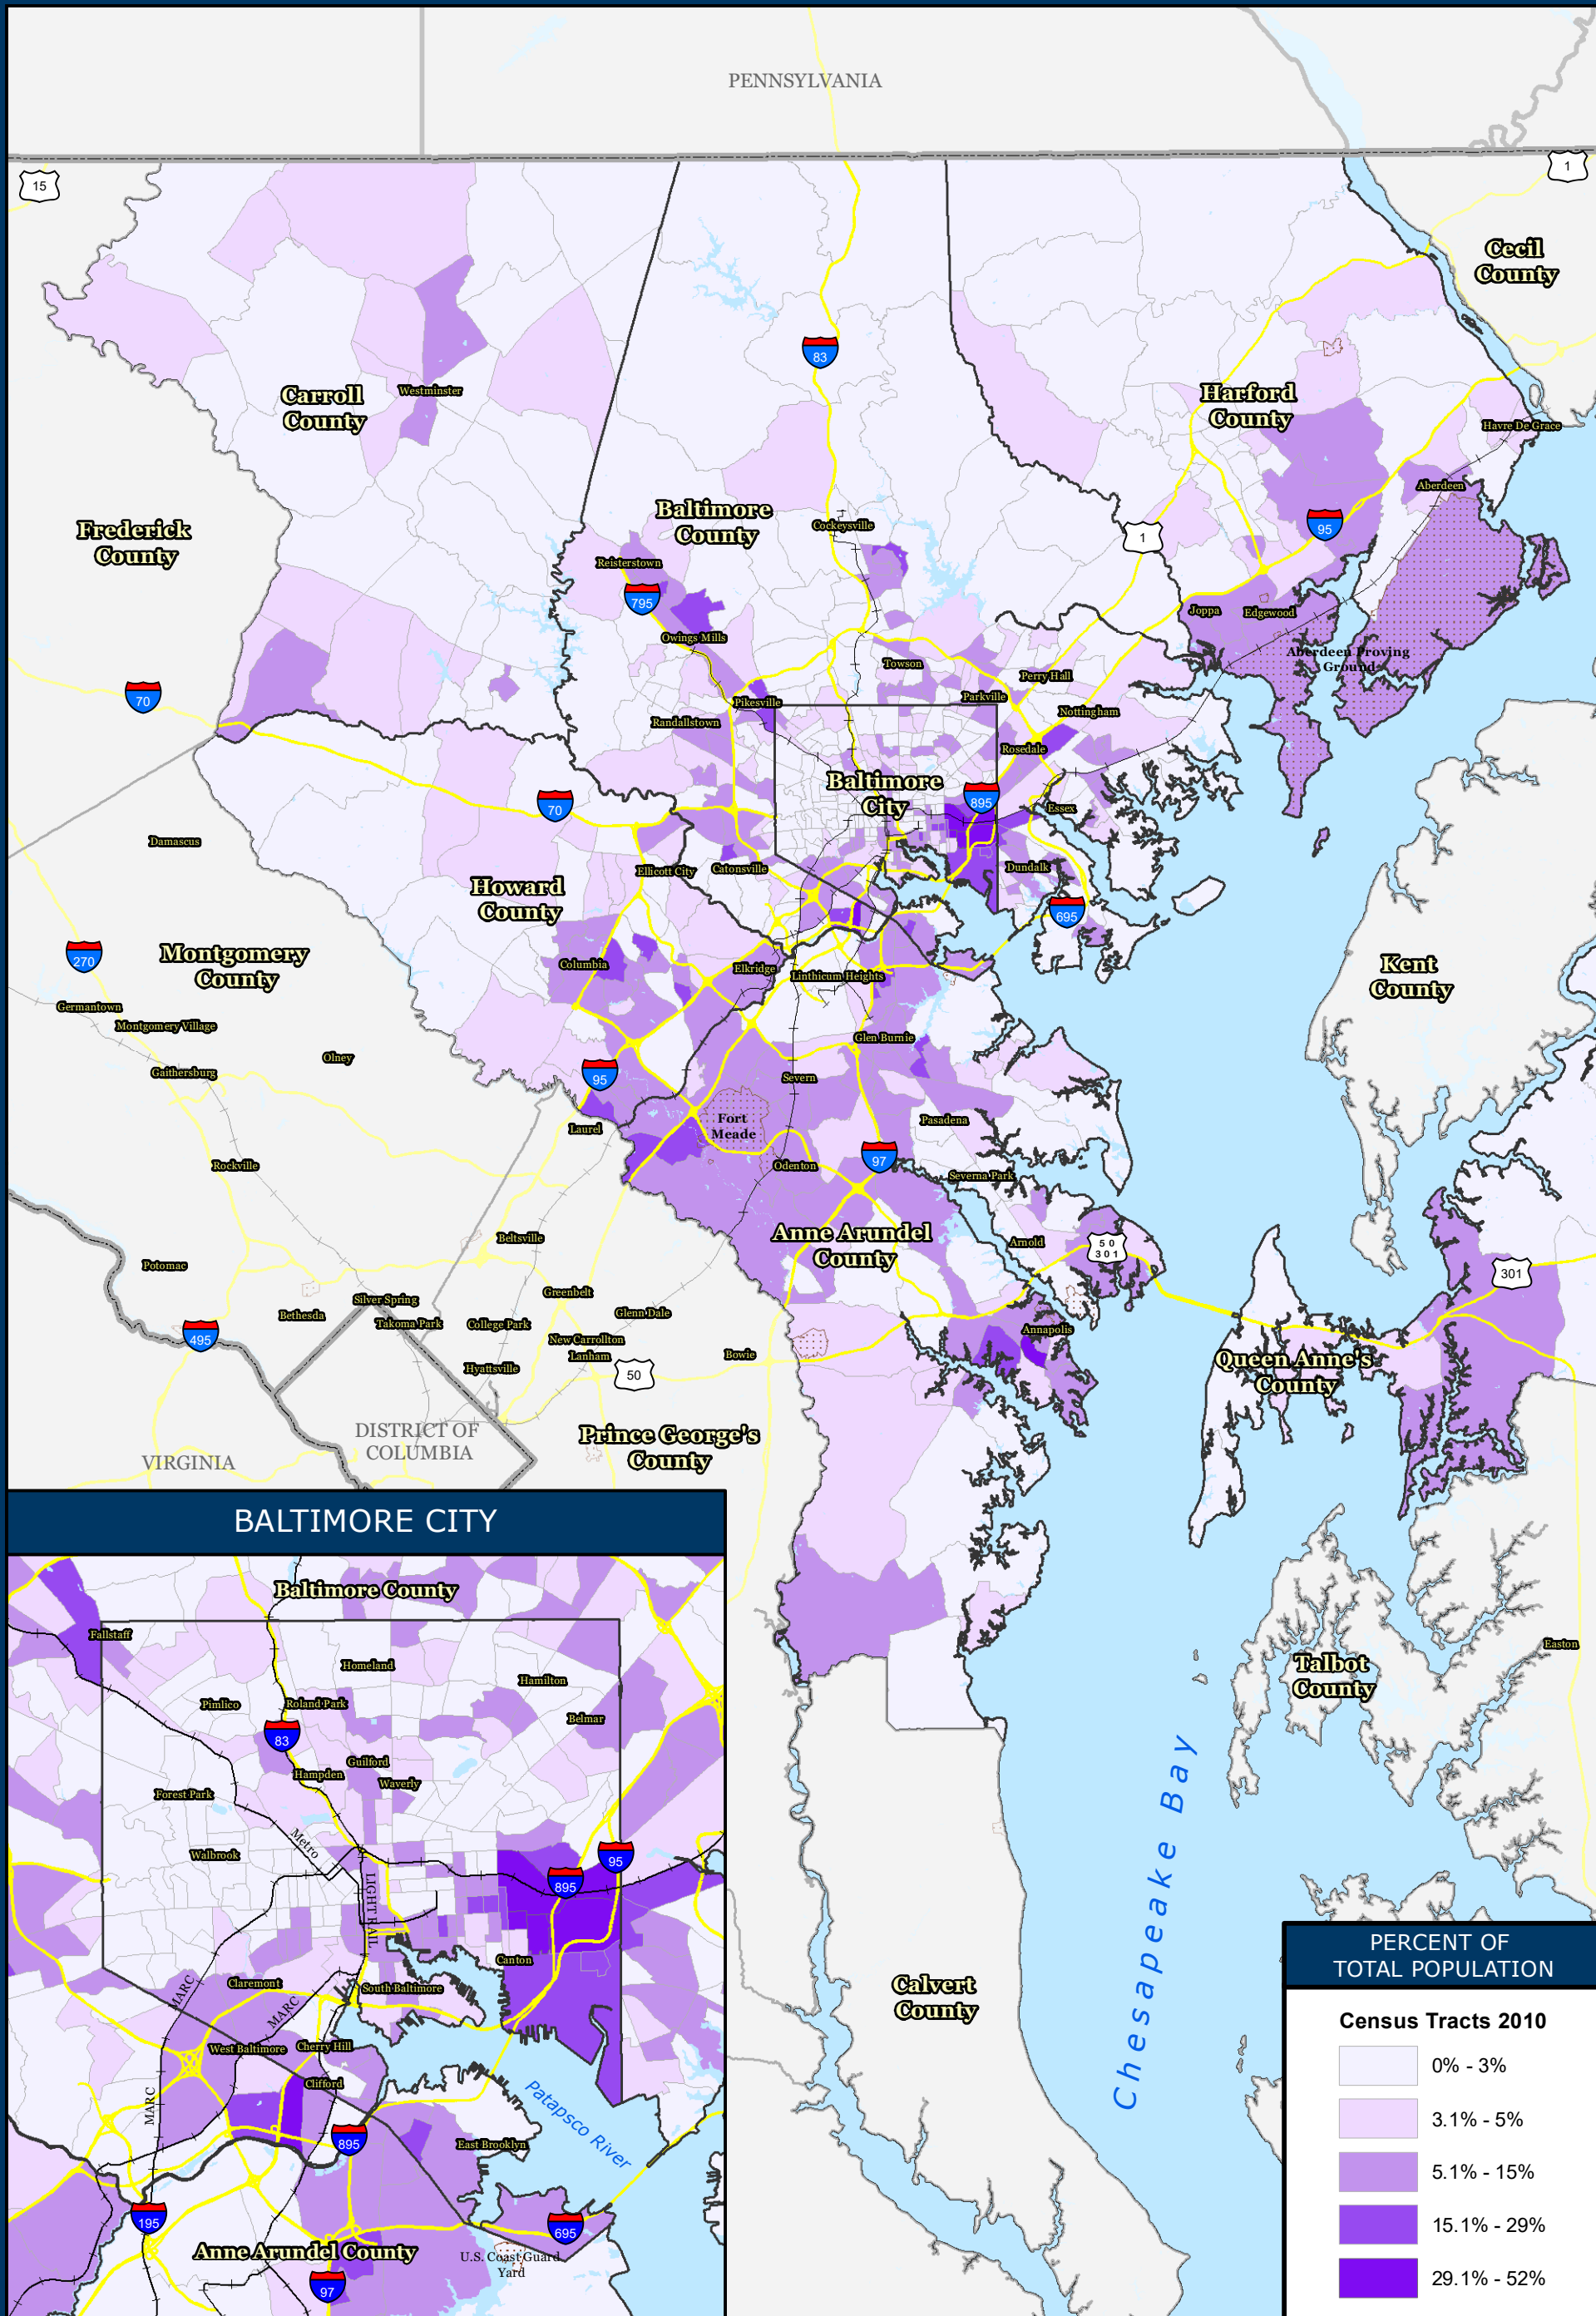 PENNSYLVANIA
15
1
Cecil
County
83
Carroll
County
Westminster
Harford
County
Havre De Grace
Aberdeen
Frederick
County
Baltimore
County
Cockeysville
1
95
Reisterstown
795
Joppa
Edgewood
Owings Mills
Aberdeen Proving
Ground
Towson
Perry Hall
70
Pikesville
Parkville
Nottingham
Randallstown
Rosedale
Baltimore
City
895
70
Essex
Damascus
Ellicott City
Catonsville
Dundalk
Howard
County
695
270
Montgomery
County
Columbia
Elkridge
Linthicum Heights
Kent
County
Germantown
Montgomery Village
Glen Burnie
Olney
Gaithersburg
95
Severn
Fort
Meade
Pasadena
Laurel
97
Rockville
Odenton
Severna Park
Anne Arundel
County
Arnold
50
301
Beltsville
Potomac
301
Greenbelt
Silver Spring
Bethesda
Takoma Park
College Park
Glenn Dale
Annapolis
495
New Carrollton
Lanham
Bowie
Hyattsville
50
Queen Anne's
County
DISTRICT OF
COLUMBIA
VIRGINIA
Prince George's
County
Easton
Talbot
County
Chesapeake Bay
Calvert
County
BALTIMORE CITY
Baltimore County
Fallstaff
Homeland
Hamilton
Pimlico
Roland Park
Belmar
83
Guilford
Hampden
Waverly
Forest Park
Metro
Walbrook
95
895
LIGHT RAIL
Canton
Claremont
South Baltimore
MARC
MARC
West Baltimore
Cherry Hill
Clifford
MARC
Patapsco River
895
East Brooklyn
195
695
Anne Arundel County
U.S. Coast Guard
Yard
97
PERCENT OF
TOTAL POPULATION
Census Tracts 2010
0% - 3%
3.1% - 5%
5.1% - 15%
15.1% - 29%
29.1% - 52%